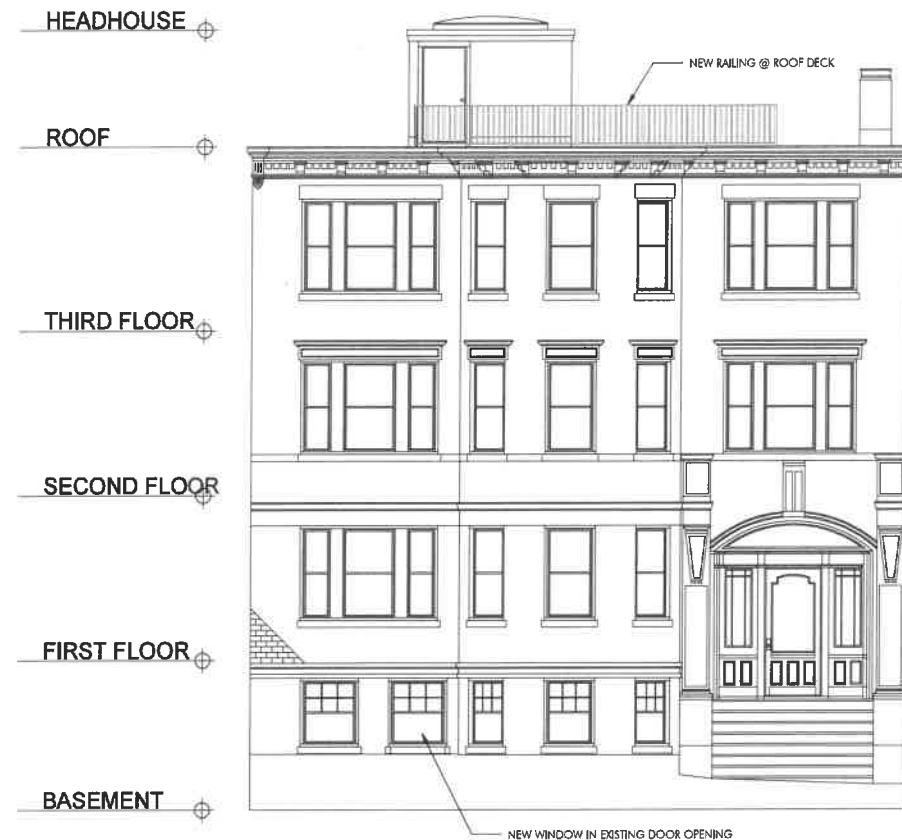 HEADHOUSE
NEW RAILING @ ROOF DECK
ROOF
THIRD FLOOR
SECOND FLOOR
FIRST FLOOR
BASEMENT
NEW WINDOW IN EXISTING DOOR OPENING